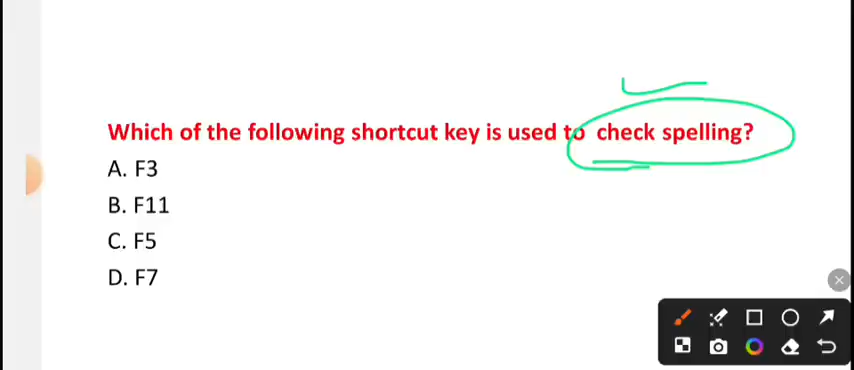 Which of the following shortcut key is used to check spelling?
A. F3
B. F11
C. F5
D. F7